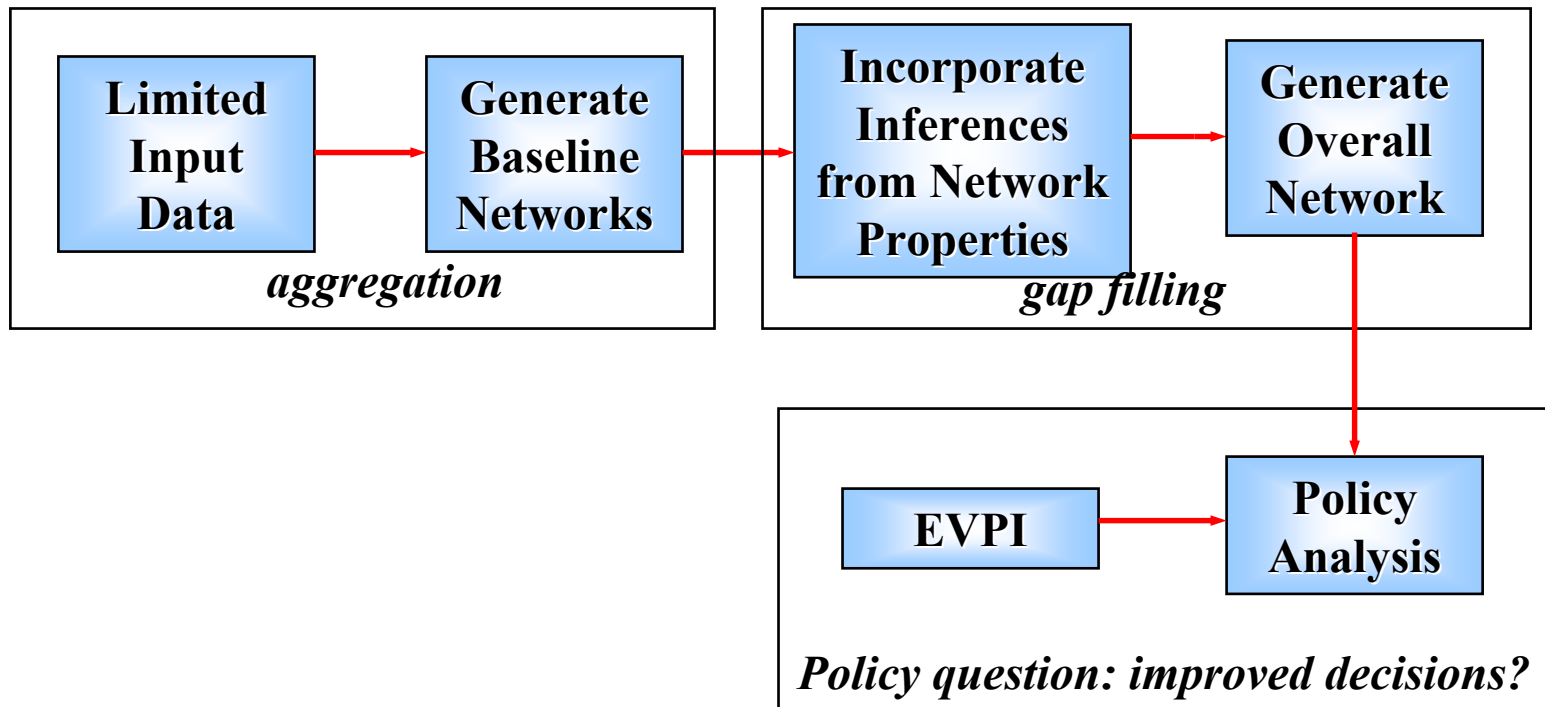 Limited
Input
Data
Generate
Baseline
Networks
aggregation
Incorporate
Inferences
from Network
Properties
Generate
Overall
Network
gap filling
EVPI
Policy
Analysis
Policy question: improved decisions?